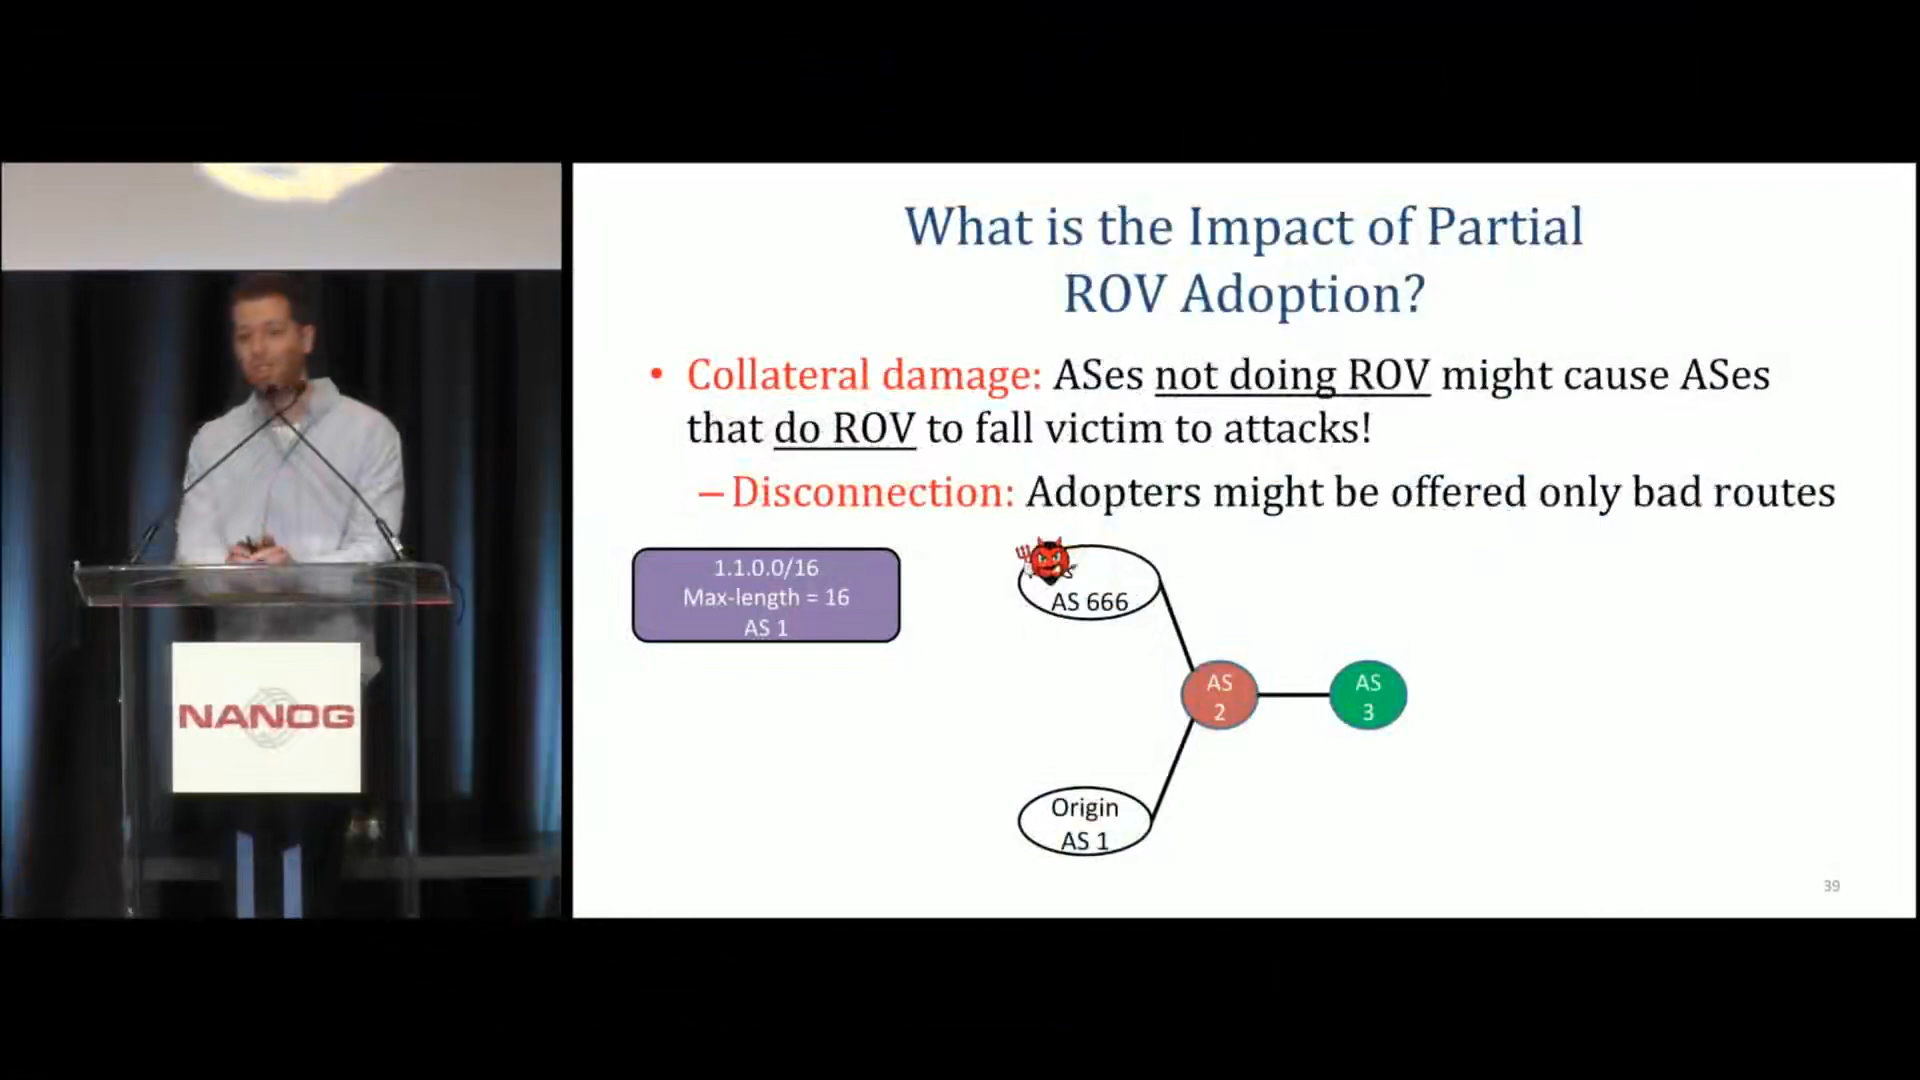 What is the Impact of Partial
ROV Adoption?
• Collateral damage: ASes not doing ROV might cause ASes
that do ROV to fall victim to attacks!
– Disconnection: Adopters might be offered only bad routes
1.1.0.0/16
Max-length = 16
AS 1
AS 666
AS
2
AS
3
Origin
AS 1
39
NANOG